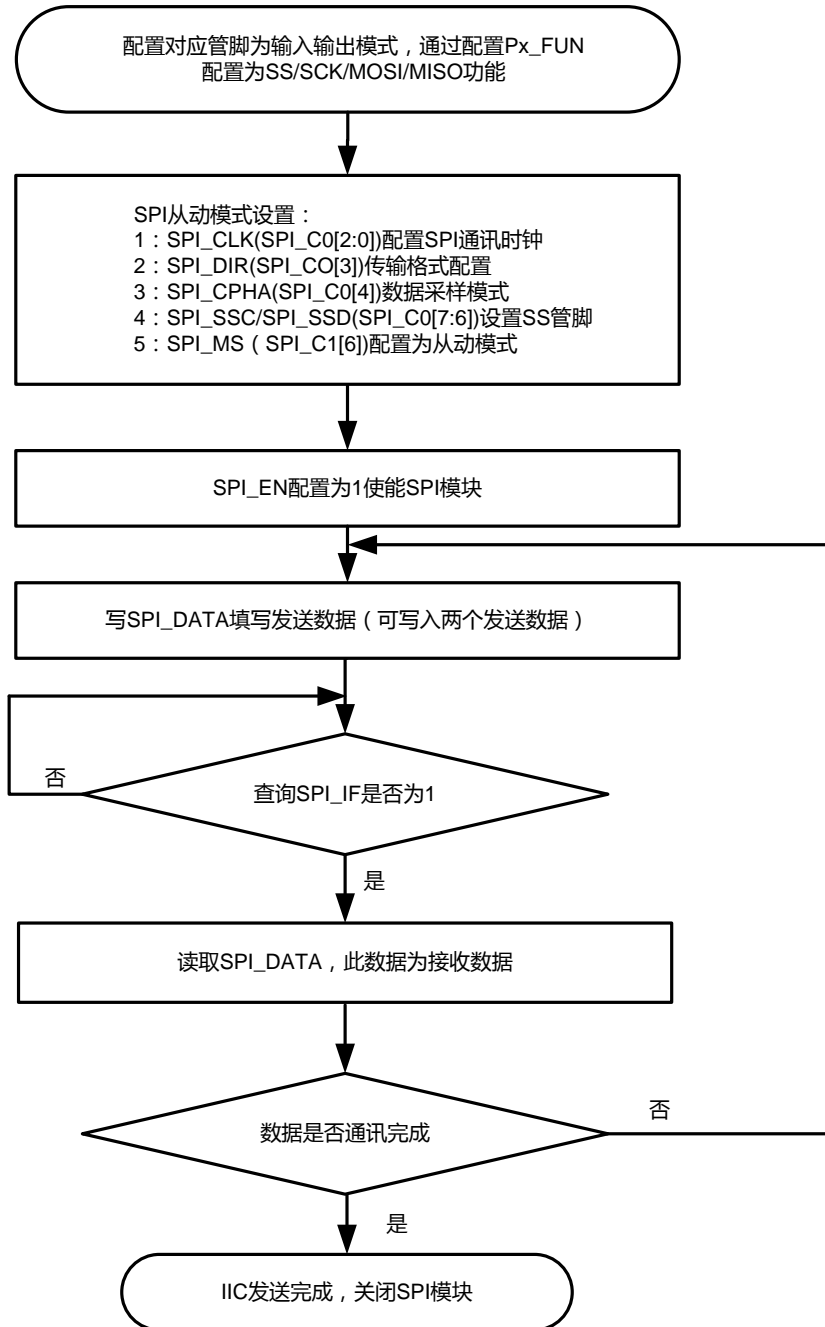 配置对应管脚为输入输出模式，通过配置Px_FUN
配置为SS/SCK/MOSI/MISO功能
SPI从动模式设置：
1：SPI_CLK(SPI_C0[2:0])配置SPI通讯时钟
2：SPI_DIR(SPI_CO[3])传输格式配置
3：SPI_CPHA(SPI_C0[4])数据采样模式
4：SPI_SSC/SPI_SSD(SPI_C0[7:6])设置SS管脚
5：SPI_MS（SPI_C1[6])配置为从动模式
SPI_EN配置为1使能SPI模块
写SPI_DATA填写发送数据（可写入两个发送数据）
否
查询SPI_IF是否为1
是
读取SPI_DATA，此数据为接收数据
否
数据是否通讯完成
是
IIC发送完成，关闭SPI模块